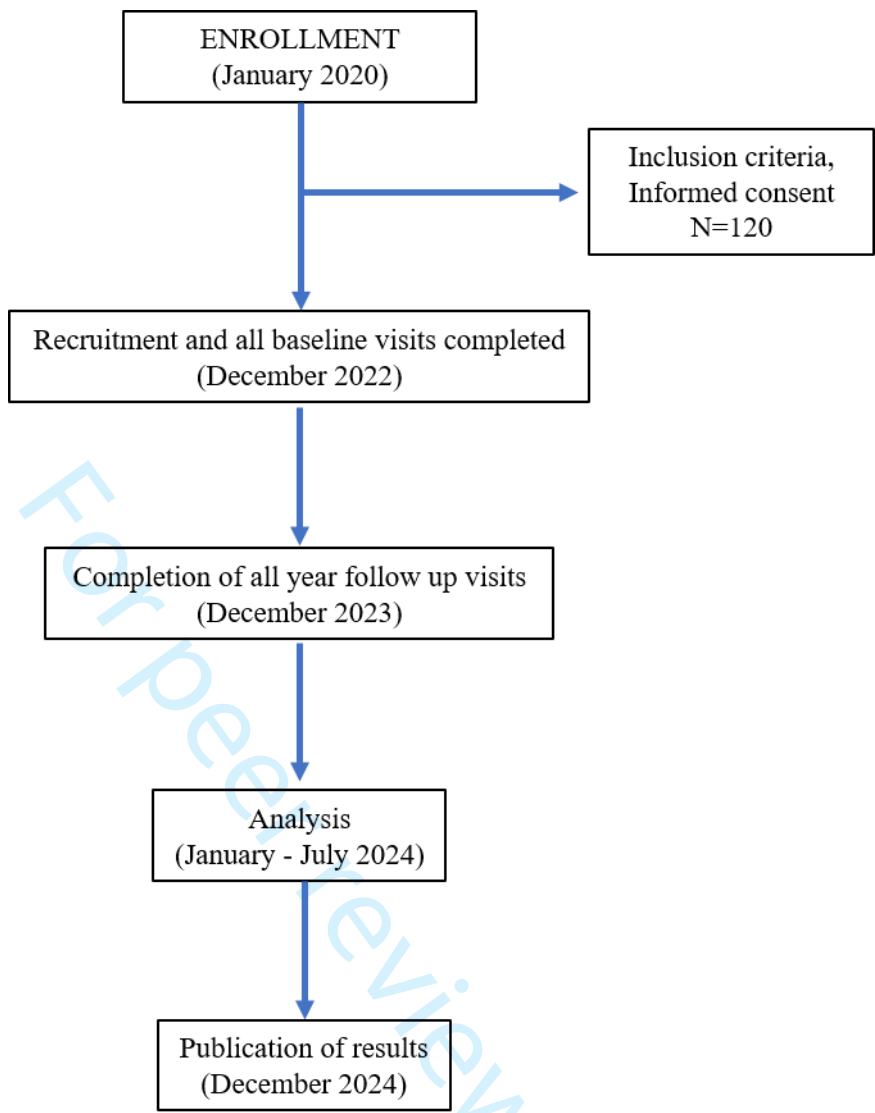 ENROLLMENT
(January 2020)
Inclusion criteria,
Informed consent
N=120
Recruitment and all baseline visits completed
(December 2022)
Completion of all year follow up visits
(December 2023)
Analysis
(January - July 2024)
Publication of results
(December 2024)
For peer review